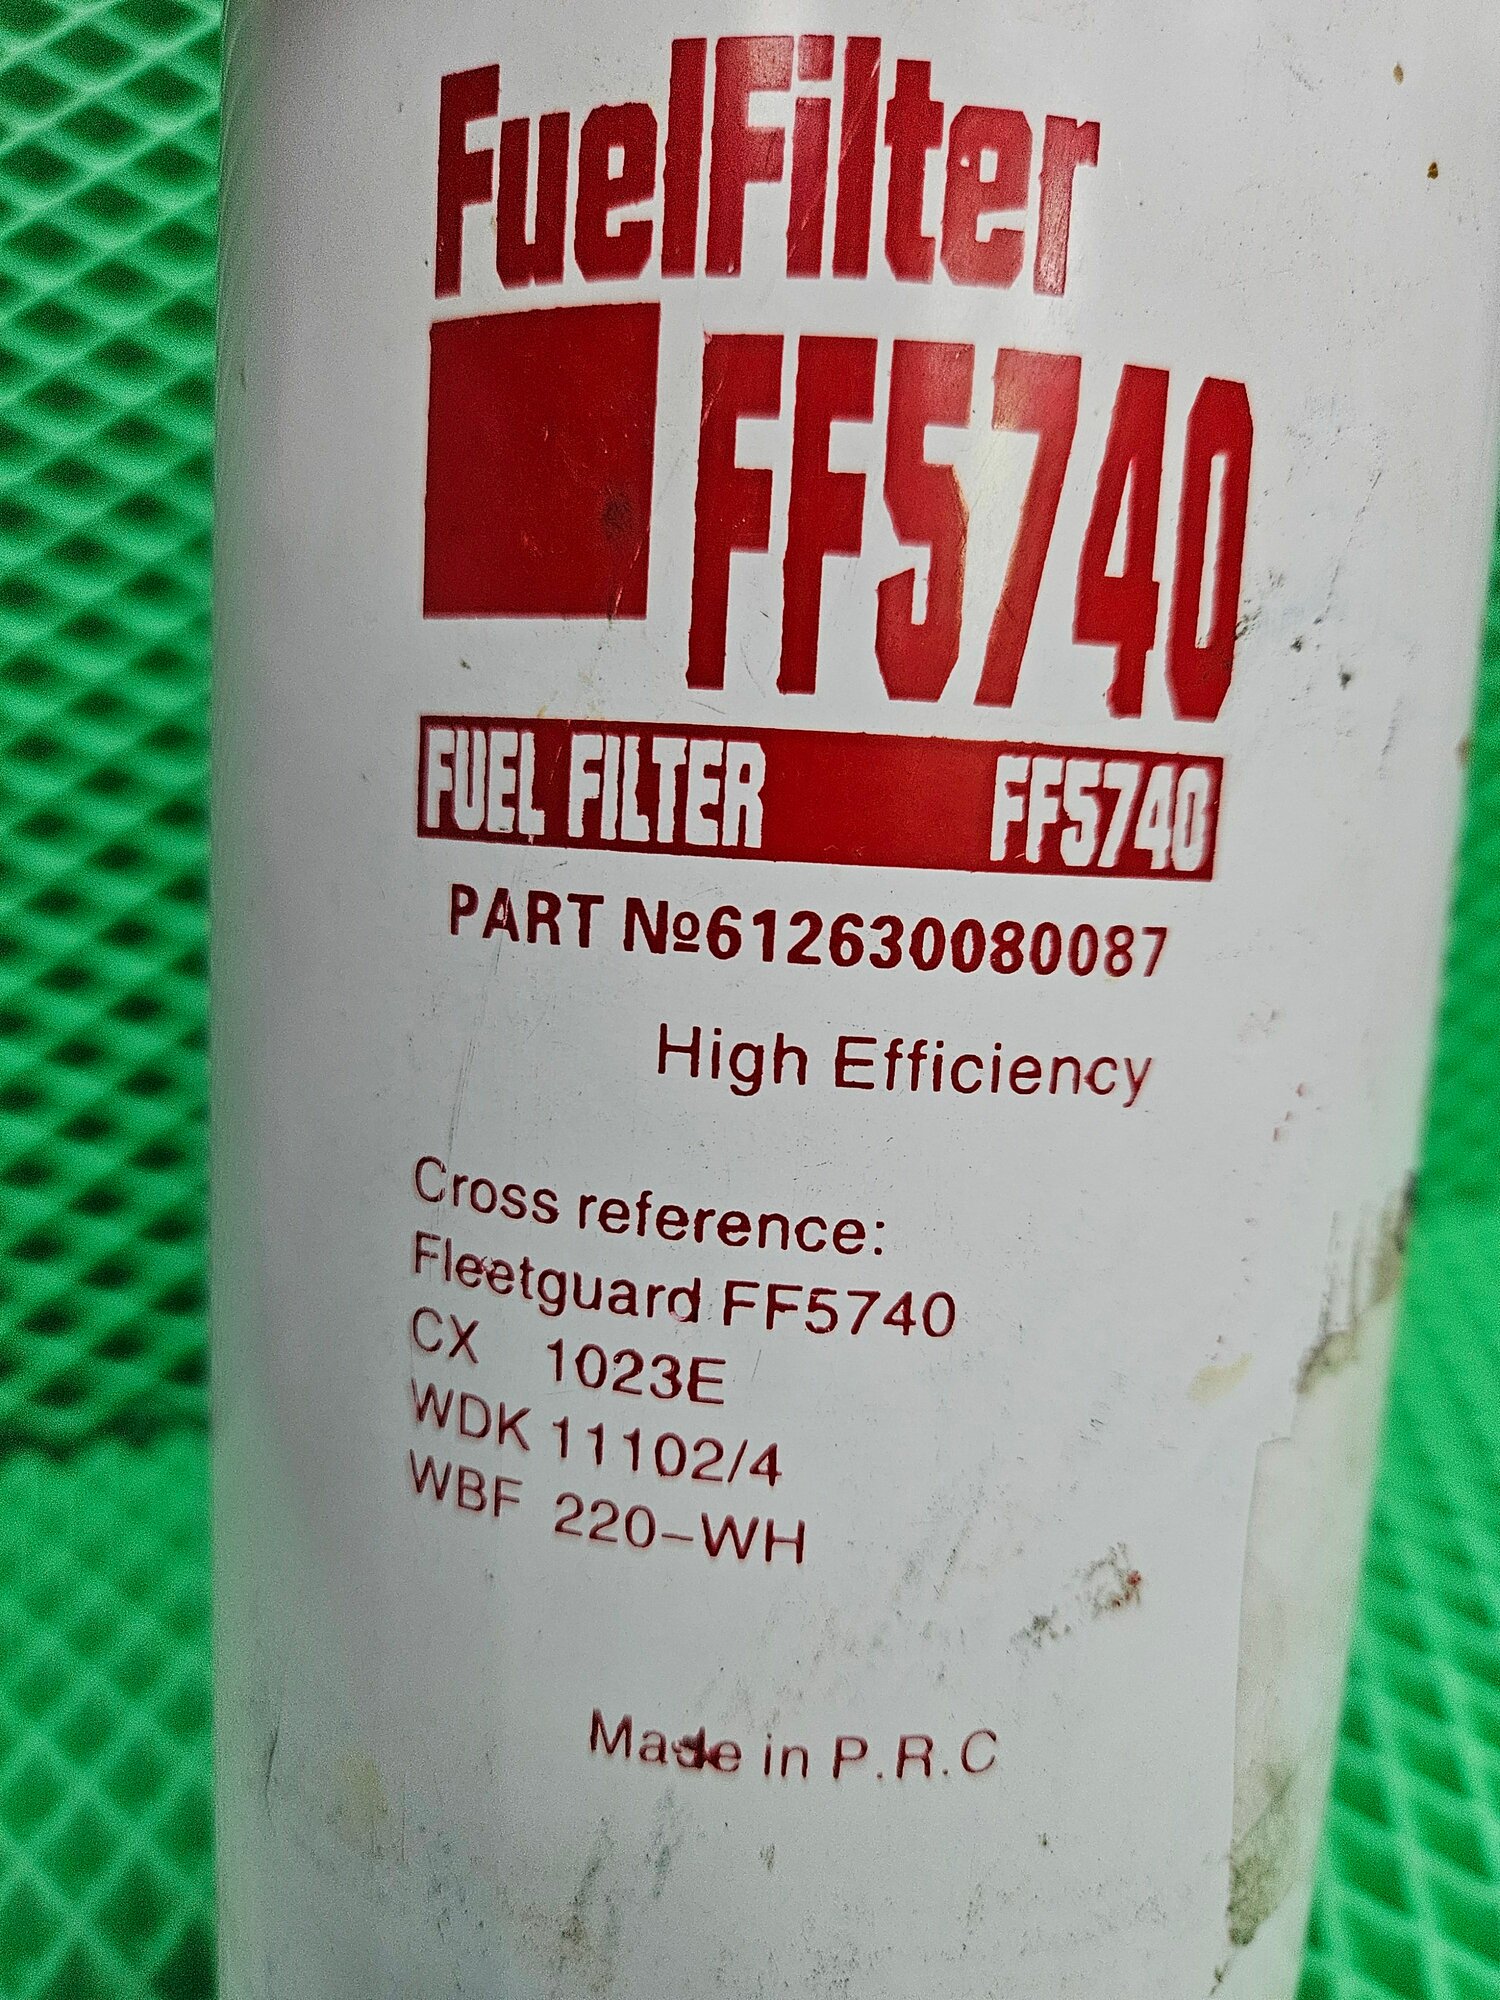 FuelFilter
FF5740
FUEL FILTER FF5740
PART №612630080087
High Efficiency
Cross reference:
Fleetguard FF5740
CX 1023E
WDK 11102/4
WBF 220-WH
Made in P.R.C